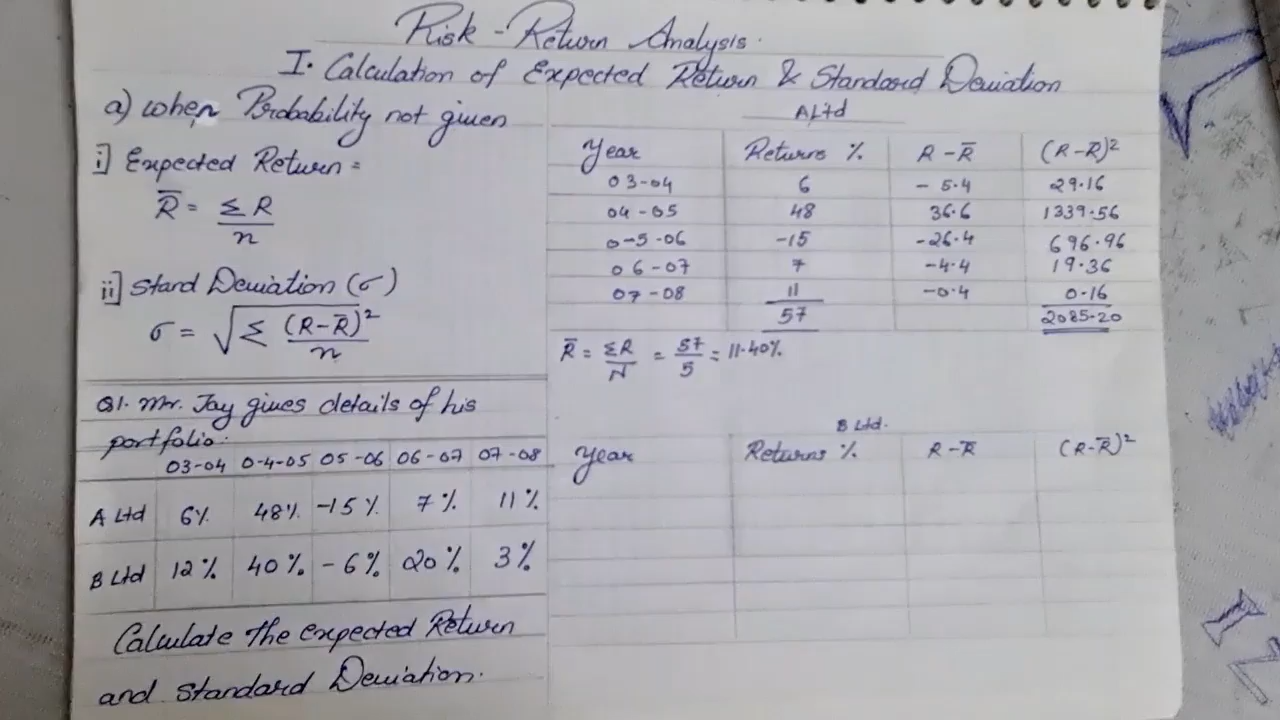 Risk - Return Analysis.
I. Calculation of Expected Return & Standard Deviation
a) when Probability not given
i] Expected Return =
R̅ = ΣR / n
ii] Stard Deviation (σ)
σ = √Σ (R-R̅)² / n
Q1. Mr. Jay gives details of his
portfolio.
03-04 0-4-05 05-06 06-07 07-08
A Ltd 6% 48% -15% 7% 11%
B Ltd 12% 40% -6% 20% 3%
Calculate the expected Return
and Standard Deviation.
A Ltd
Year Returns % R-R̅ (R-R̅)²
03-04 6 -5.4 29.16
04-05 48 36.6 1339.56
0-5-06 -15 -26.4 696.96
06-07 7 -4.4 19.36
07-08 11 -0.4 0.16
57 2085.20
R̅ = ΣR / N = 57 / 5 = 11.40%
B Ltd.
Year Returns % R-R̅ (R-R̅)²